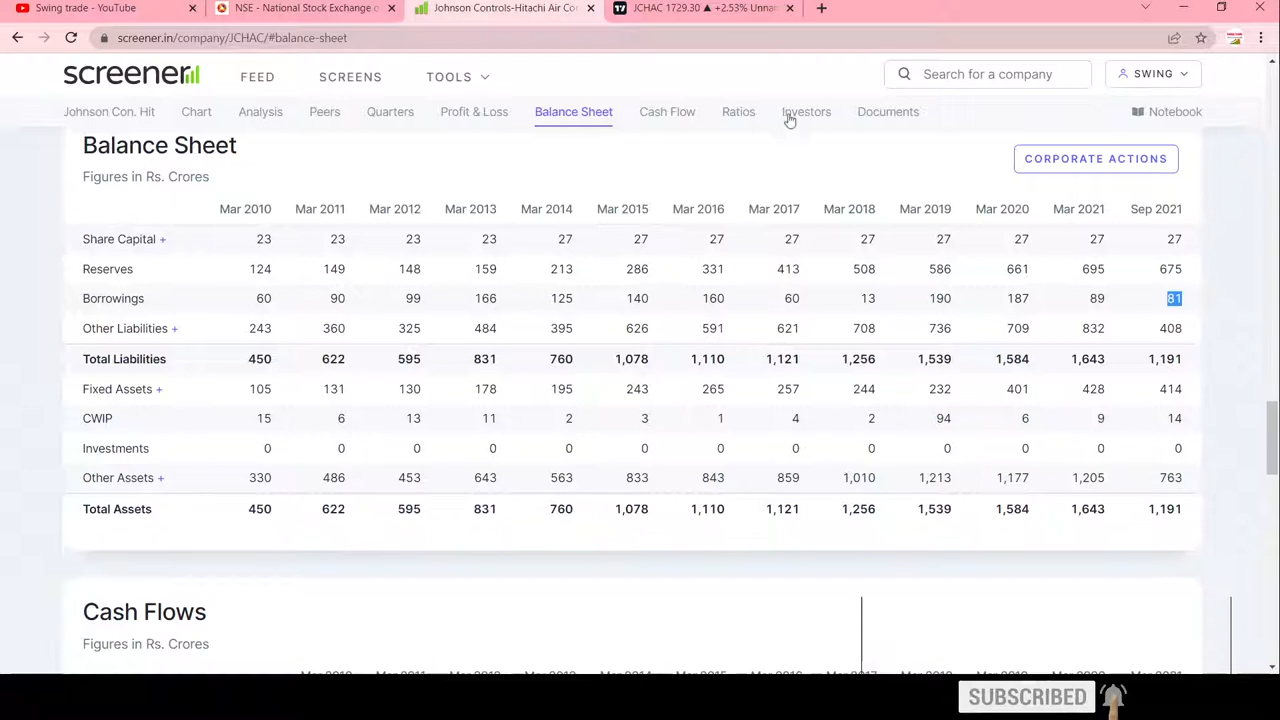 Swing trade - YouTube
NSE - National Stock Exchange o
Johnson Controls-Hitachi Air Con
JCHAC 1729.30 ▲ +2.53% Unnam
screener.in/company/JCHAC/#balance-sheet
screener FEED SCREENS TOOLS Search for a company SWING
Johnson Con. Hit Chart Analysis Peers Quarters Profit & Loss Balance Sheet Cash Flow Ratios Investors Documents Notebook
Balance Sheet
CORPORATE ACTIONS
Figures in Rs. Crores
Mar 2010 Mar 2011 Mar 2012 Mar 2013 Mar 2014 Mar 2015 Mar 2016 Mar 2017 Mar 2018 Mar 2019 Mar 2020 Mar 2021 Sep 2021
Share Capital + 23 23 23 23 27 27 27 27 27 27 27 27 27
Reserves 124 149 148 159 213 286 331 413 508 586 661 695 675
Borrowings 60 90 99 166 125 140 160 60 13 190 187 89 81
Other Liabilities + 243 360 325 484 395 626 591 621 708 736 709 832 408
Total Liabilities 450 622 595 831 760 1,078 1,110 1,121 1,256 1,539 1,584 1,643 1,191
Fixed Assets + 105 131 130 178 195 243 265 257 244 232 401 428 414
CWIP 15 6 13 11 2 3 1 4 2 94 6 9 14
Investments 0 0 0 0 0 0 0 0 0 0 0 0 0
Other Assets + 330 486 453 643 563 833 843 859 1,010 1,213 1,177 1,205 763
Total Assets 450 622 595 831 760 1,078 1,110 1,121 1,256 1,539 1,584 1,643 1,191
Cash Flows
Figures in Rs. Crores
SUBSCRIBED